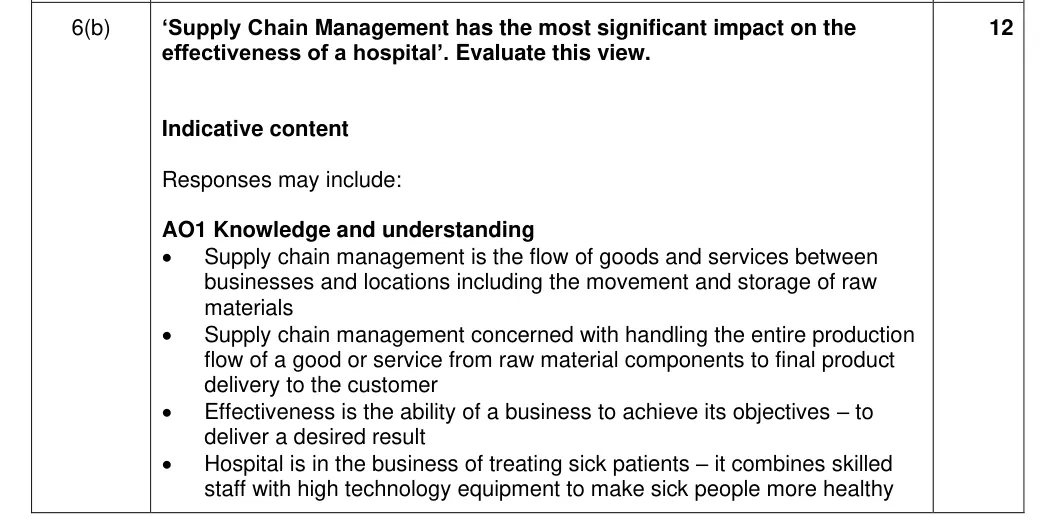 6(b) ‘Supply Chain Management has the most significant impact on the 12
effectiveness of a hospital’. Evaluate this view.
Indicative content
Responses may include:
AO1 Knowledge and understanding
• Supply chain management is the flow of goods and services between
businesses and locations including the movement and storage of raw
materials
• Supply chain management concerned with handling the entire production
flow of a good or service from raw material components to final product
delivery to the customer
• Effectiveness is the ability of a business to achieve its objectives – to
deliver a desired result
• Hospital is in the business of treating sick patients – it combines skilled
staff with high technology equipment to make sick people more healthy